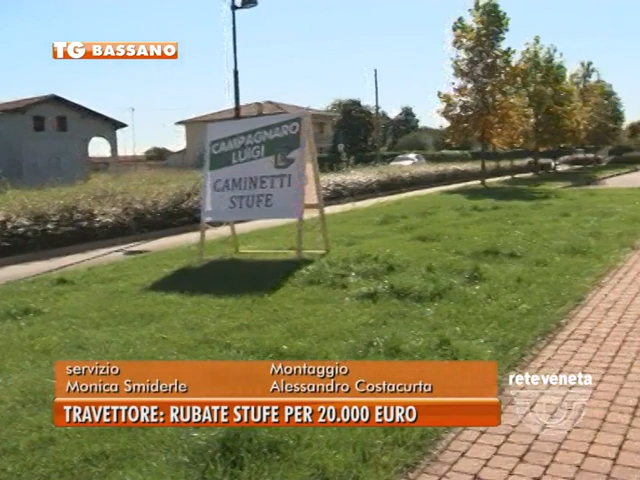 TG BASSANO
CAMPAGNARO
LUIGI
CAMINETTI
STUFE
servizio
Monica Smiderle
Montaggio
Alessandro Costacurta
TRAVETTORE: RUBATE STUFE PER 20.000 EURO
reteveneta